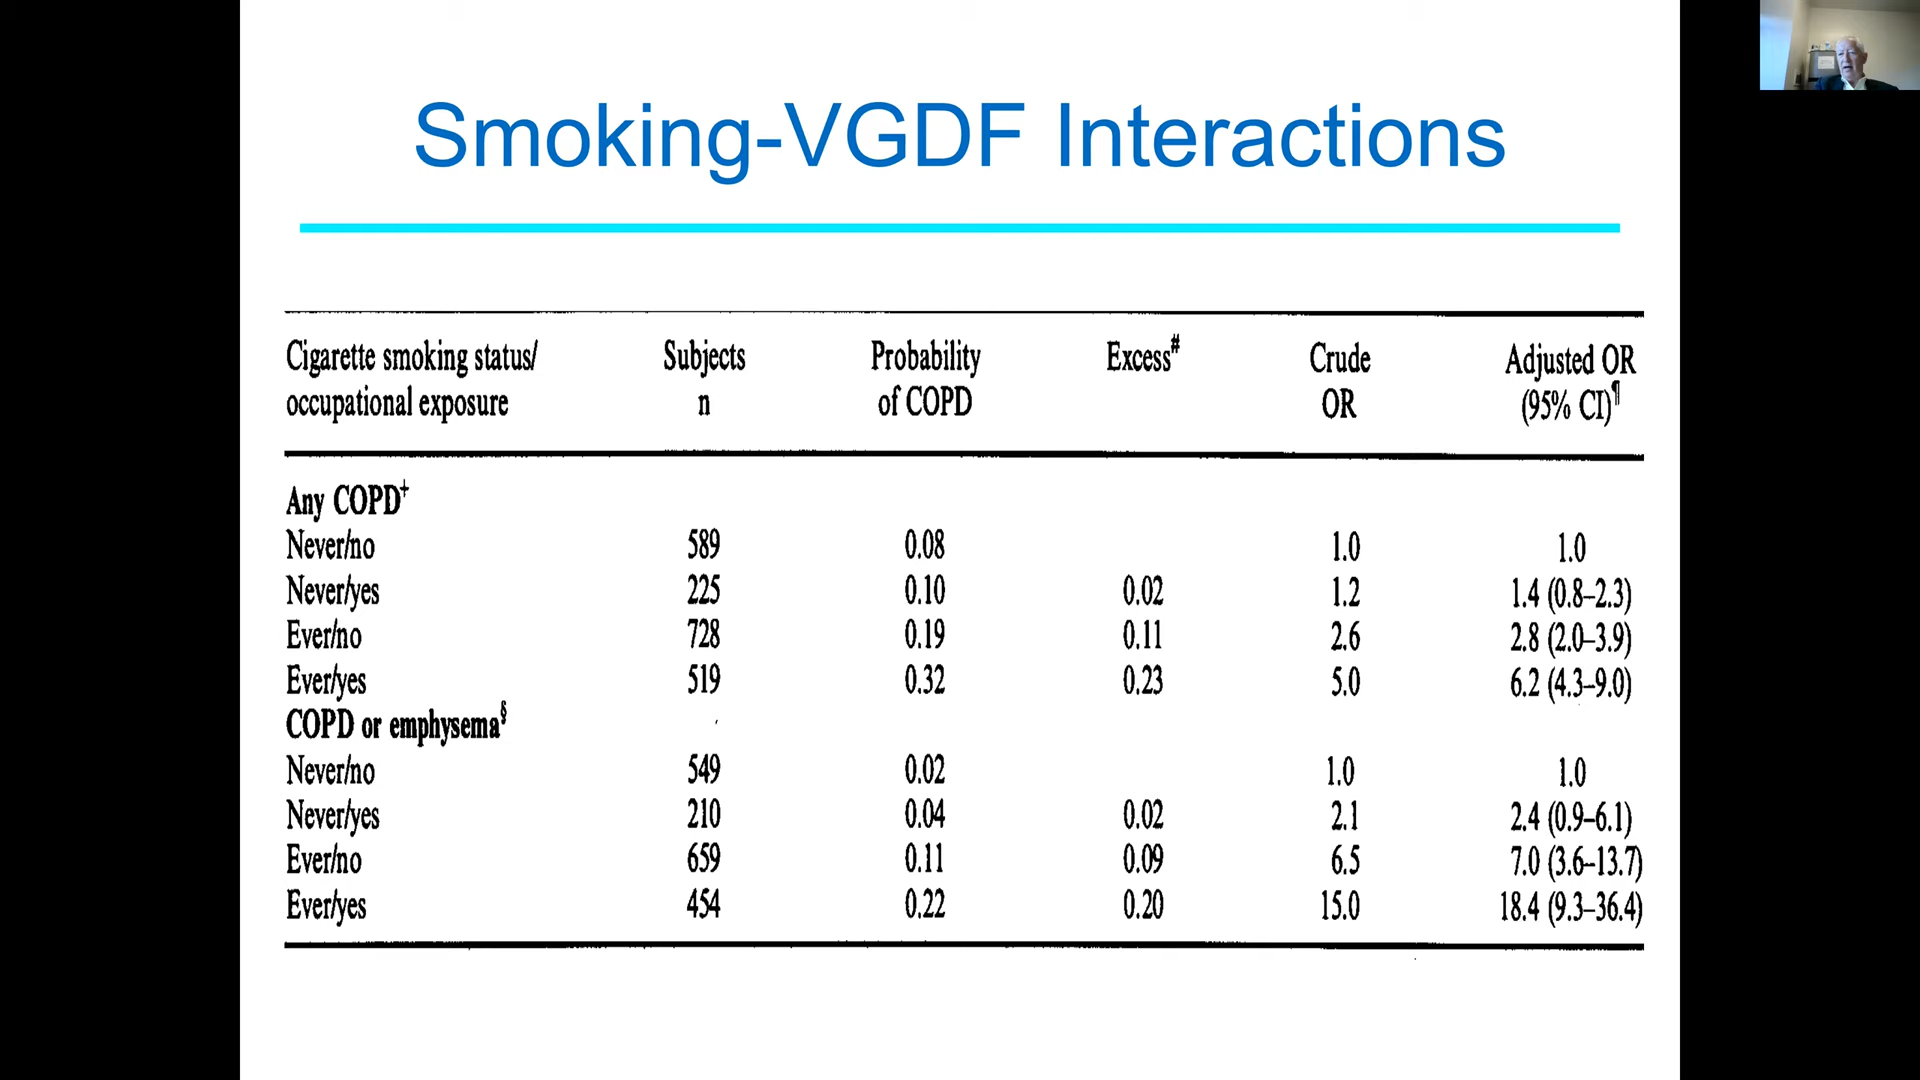 Smoking-VGDF Interactions
Cigarette smoking status/ Subjects Probability Excess# Crude Adjusted OR
occupational exposure n of COPD OR (95% CI)¶
Any COPD+
Never/no 589 0.08 1.0 1.0
Never/yes 225 0.10 0.02 1.2 1.4 (0.8–2.3)
Ever/no 728 0.19 0.11 2.6 2.8 (2.0–3.9)
Ever/yes 519 0.32 0.23 5.0 6.2 (4.3–9.0)
COPD or emphysema§
Never/no 549 0.02 1.0 1.0
Never/yes 210 0.04 0.02 2.1 2.4 (0.9–6.1)
Ever/no 659 0.11 0.09 6.5 7.0 (3.6–13.7)
Ever/yes 454 0.22 0.20 15.0 18.4 (9.3–36.4)